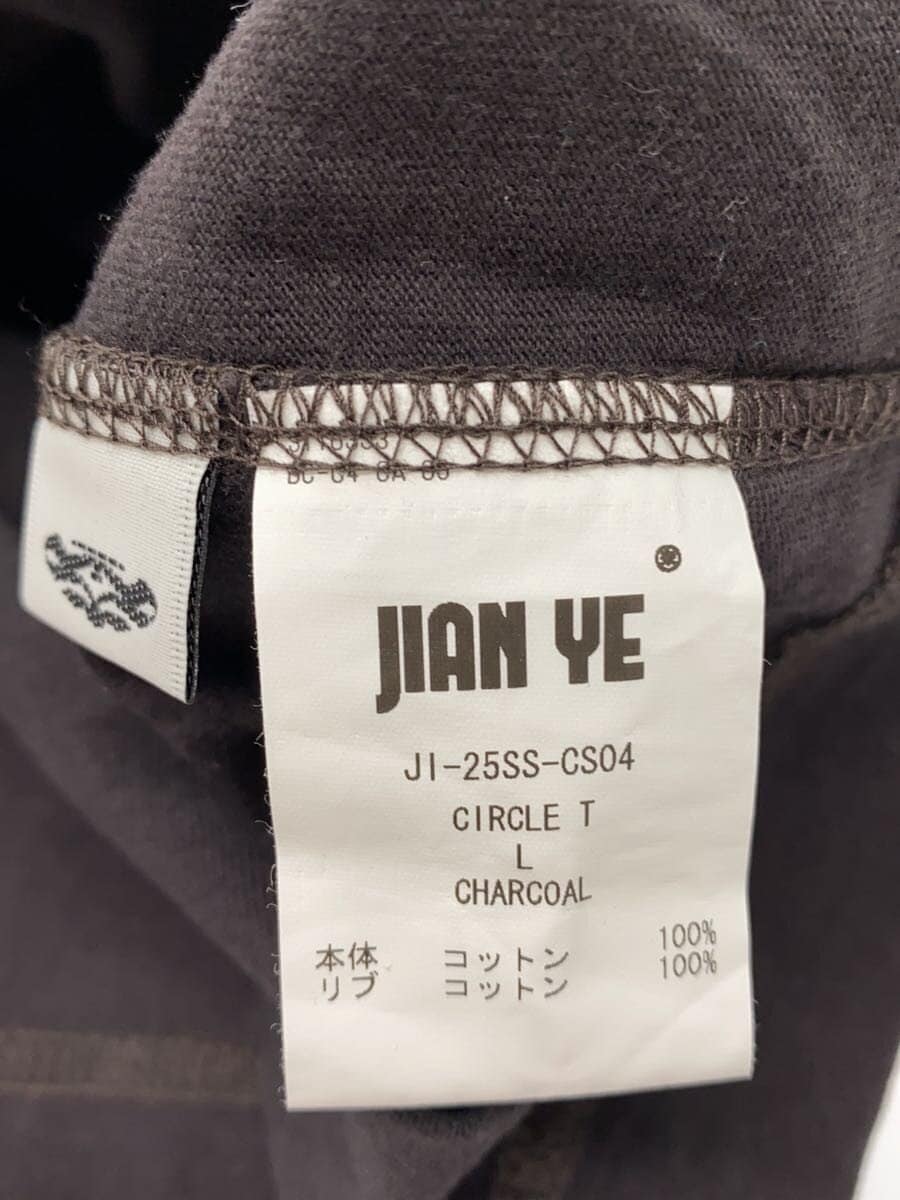 JIAN YE
JI-25SS-CS04
CIRCLE T
L
CHARCOAL
本体 コットン 100%
リブ コットン 100%